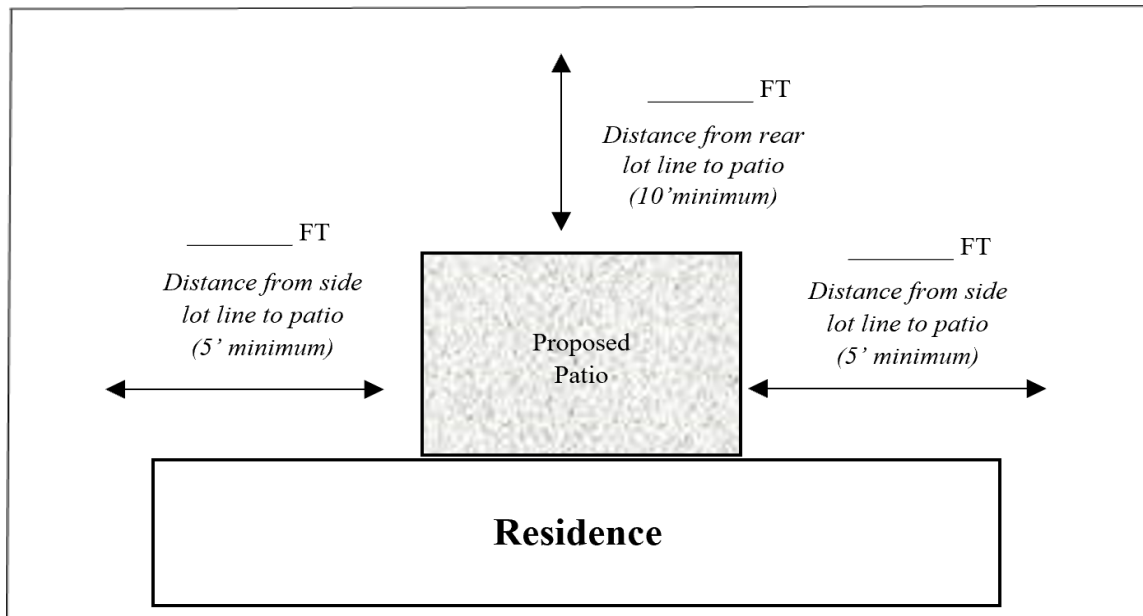 ________ FT
Distance from rear
lot line to patio
(10’minimum)
________ FT
Distance from side
lot line to patio
(5’ minimum)
________ FT
Distance from side
lot line to patio
(5’ minimum)
Proposed
Patio
Residence